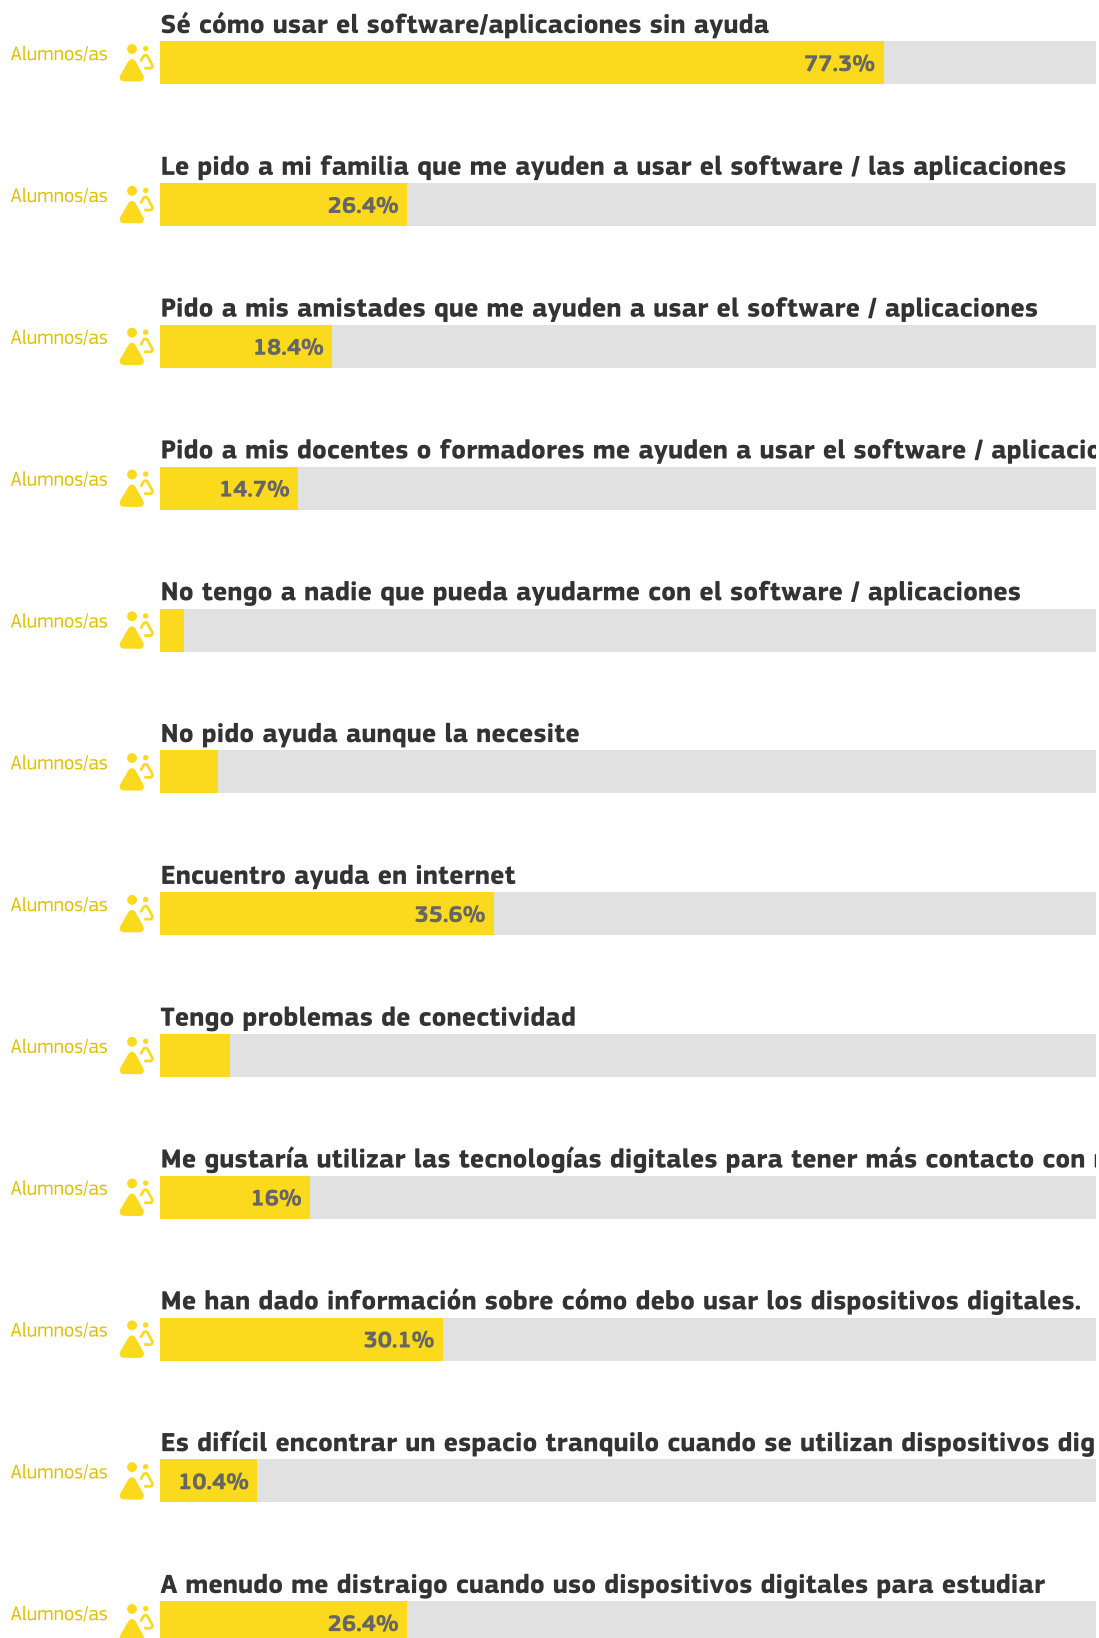 Sé cómo usar el software/aplicaciones sin ayuda
Alumnos/as
77.3%
Le pido a mi familia que me ayuden a usar el software / las aplicaciones
Alumnos/as
26.4%
Pido a mis amistades que me ayuden a usar el software / aplicaciones
Alumnos/as
18.4%
Pido a mis docentes o formadores me ayuden a usar el software / aplicacio
Alumnos/as
14.7%
No tengo a nadie que pueda ayudarme con el software / aplicaciones
Alumnos/as
No pido ayuda aunque la necesite
Alumnos/as
Encuentro ayuda en internet
Alumnos/as
35.6%
Tengo problemas de conectividad
Alumnos/as
Me gustaría utilizar las tecnologías digitales para tener más contacto con
Alumnos/as
16%
Me han dado información sobre cómo debo usar los dispositivos digitales.
Alumnos/as
30.1%
Es difícil encontrar un espacio tranquilo cuando se utilizan dispositivos dig
Alumnos/as
10.4%
A menudo me distraigo cuando uso dispositivos digitales para estudiar
Alumnos/as
26.4%